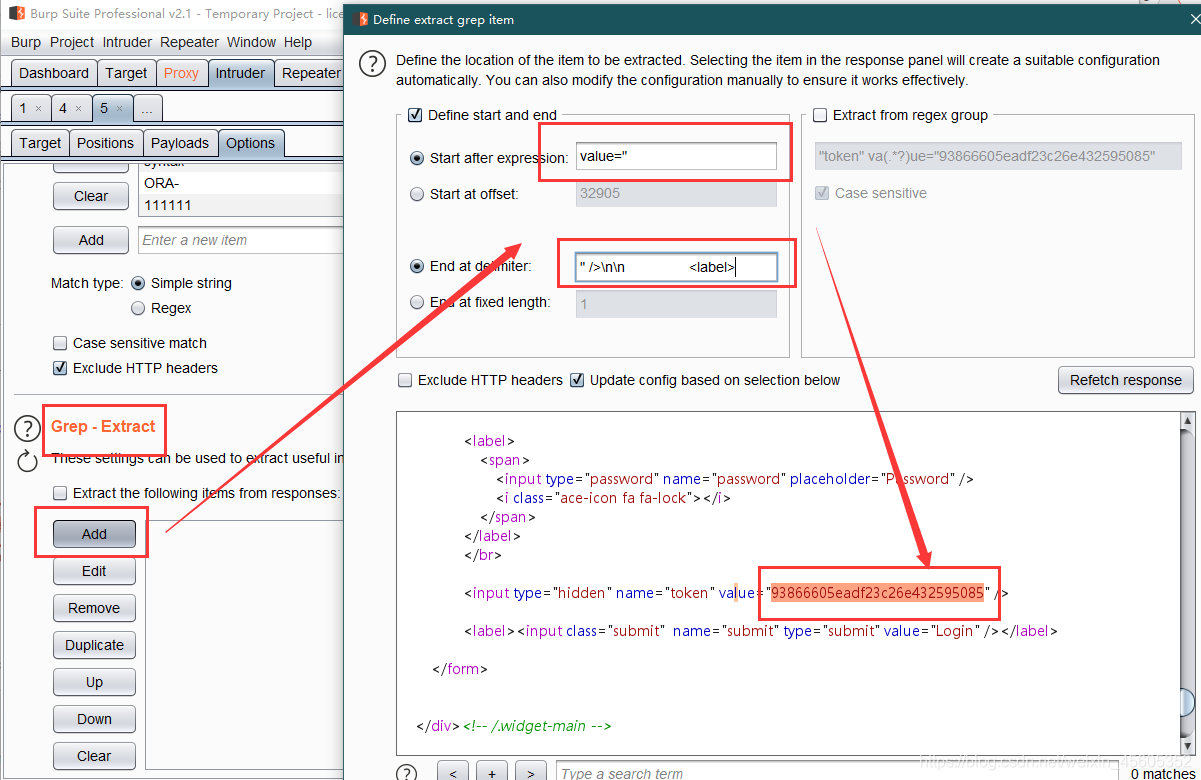 Burp Suite Professional v2.1 - Temporary Project - lice
Burp Project Intruder Repeater Window Help
Dashboard Target Proxy Intruder Repeater
1 × 4 × 5 × ...
Target Positions Payloads Options
syntax
Clear
ORA-
111111
Add
Enter a new item
Match type:
Simple string
Regex
Case sensitive match
Exclude HTTP headers
? Grep - Extract
These settings can be used to extract useful in
Extract the following items from responses:
Add
Edit
Remove
Duplicate
Up
Down
Clear
Define extract grep item
? Define the location of the item to be extracted. Selecting the item in the response panel will create a suitable configuration
automatically. You can also modify the configuration manually to ensure it works effectively.
Define start and end
Start after expression: value="
Start at offset: 32905
End at delimiter: " />\n\n <label>
End at fixed length: 1
Extract from regex group
"token" va(.*?)ue="93866605eadf23c26e432595085"
Case sensitive
Exclude HTTP headers
Update config based on selection below
Refetch response
<label>
<span>
<input type="password" name="password" placeholder="Password" />
<i class="ace-icon fa fa-lock"></i>
</span>
</label>
</br>
<input type="hidden" name="token" value="93866605eadf23c26e432595085" />
<label><input class="submit" name="submit" type="submit" value="Login" /></label>
</form>
</div><!-- /.widget-main -->
? < + > Type a search term
0 matches
https://blog.csdn.net/weixin_45605352